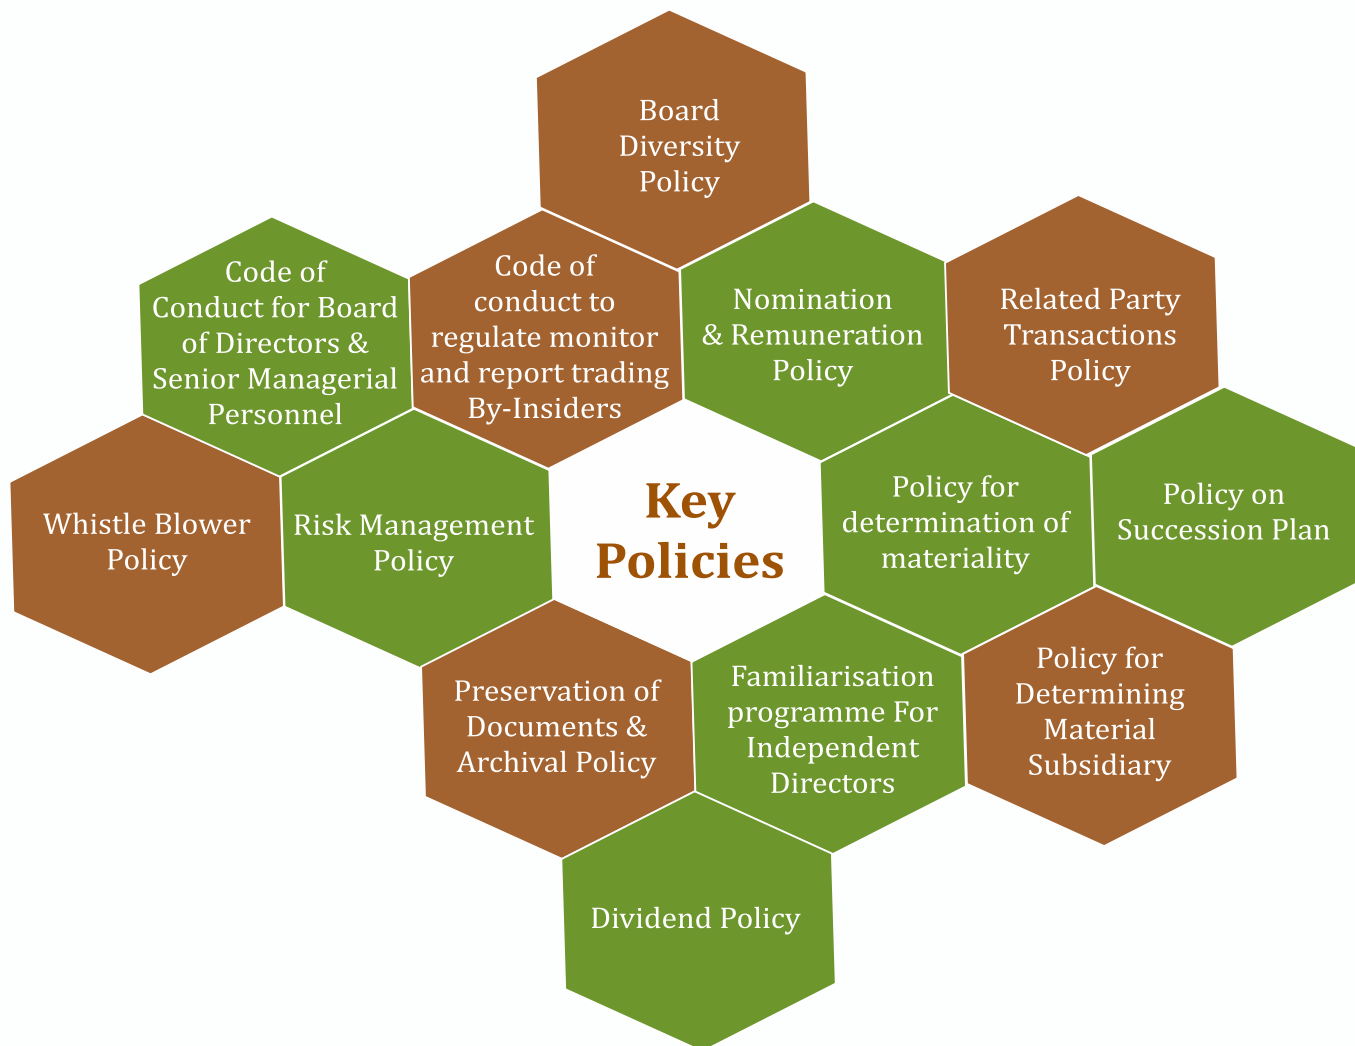 Board
Diversity
Policy
Code of
Conduct for Board
of Directors &
Senior Managerial
Personnel
Code of
conduct to
regulate monitor
and report trading
By-Insiders
Nomination
& Remuneration
Policy
Related Party
Transactions
Policy
Whistle Blower
Policy
Risk Management
Policy
Key
Policies
Policy for
determination of
materiality
Policy on
Succession Plan
Preservation of
Documents &
Archival Policy
Familiarisation
programme For
Independent
Directors
Policy for
Determining
Material
Subsidiary
Dividend Policy